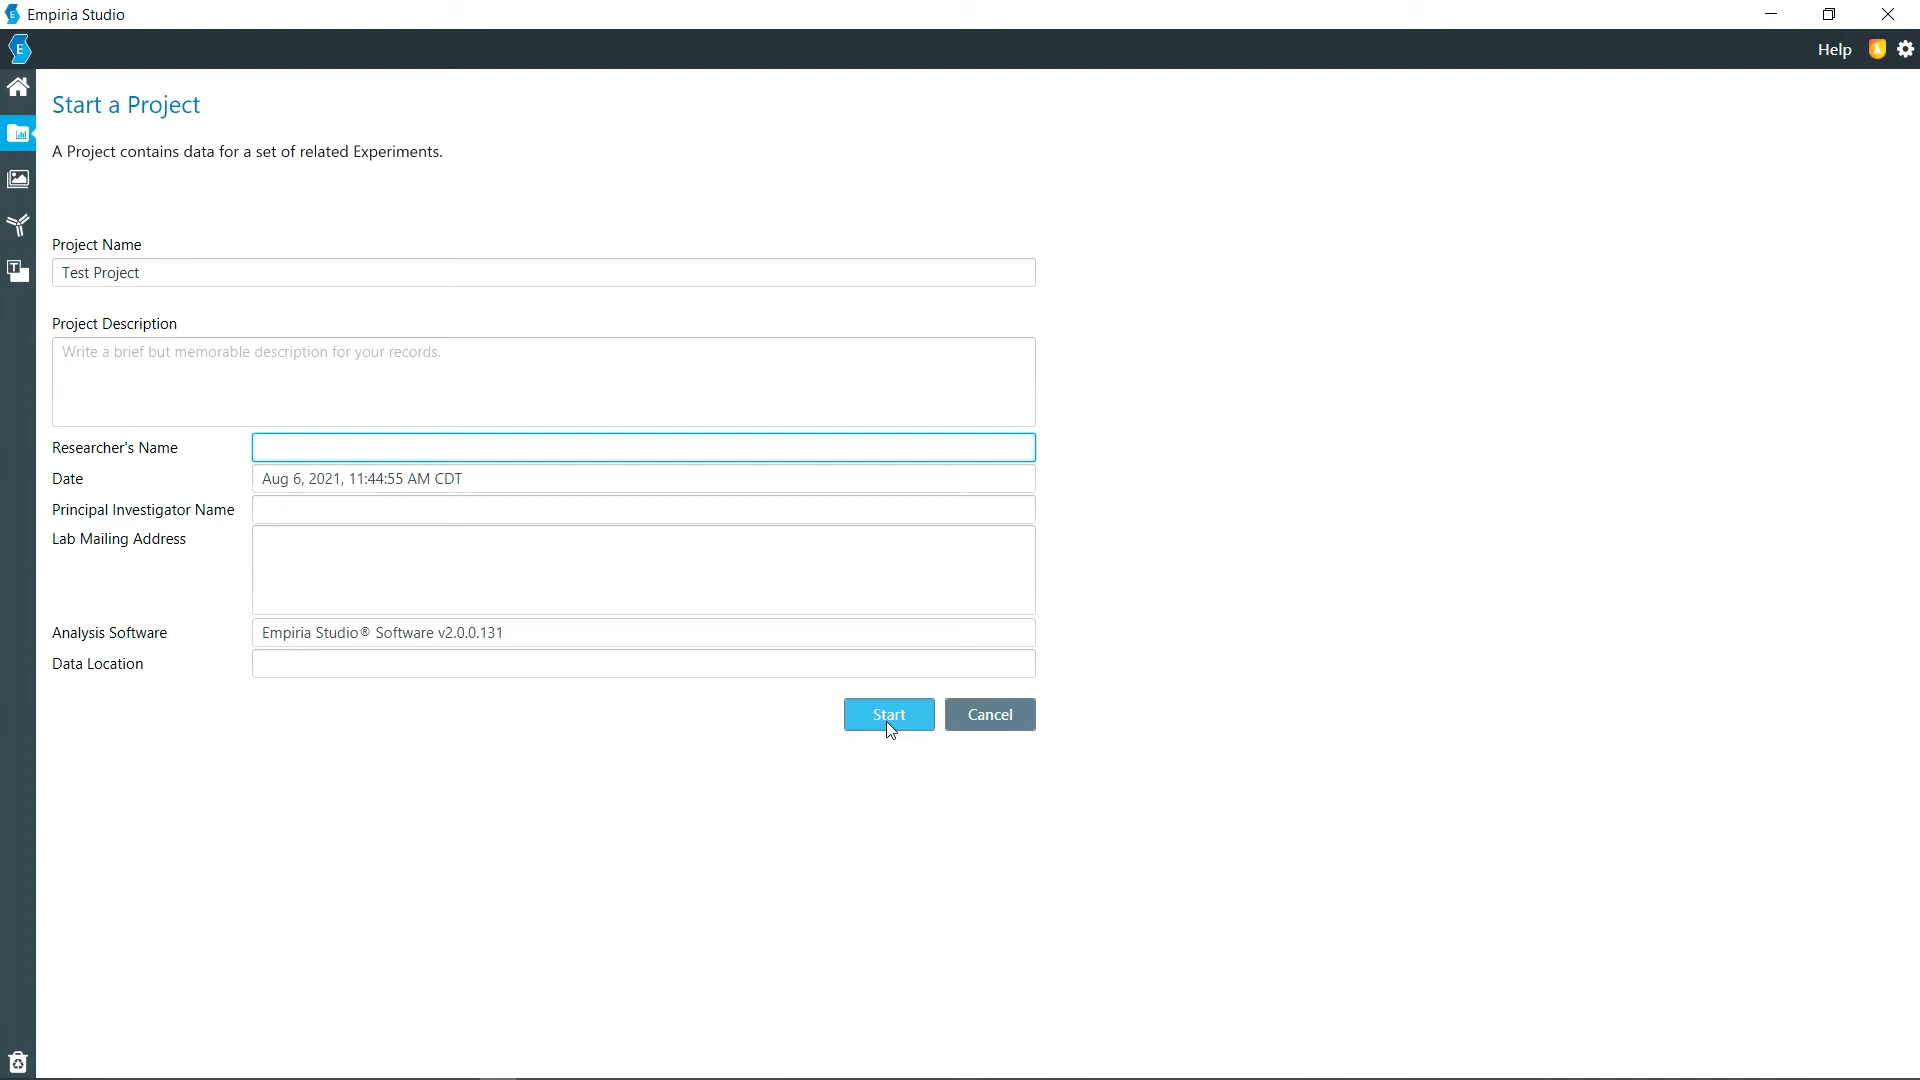 Empiria Studio
Help
Start a Project
A Project contains data for a set of related Experiments.
Project Name
Test Project
Project Description
Write a brief but memorable description for your records.
Researcher's Name
Date Aug 6, 2021, 11:44:55 AM CDT
Principal Investigator Name
Lab Mailing Address
Analysis Software Empiria Studio® Software v2.0.0.131
Data Location
Start Cancel